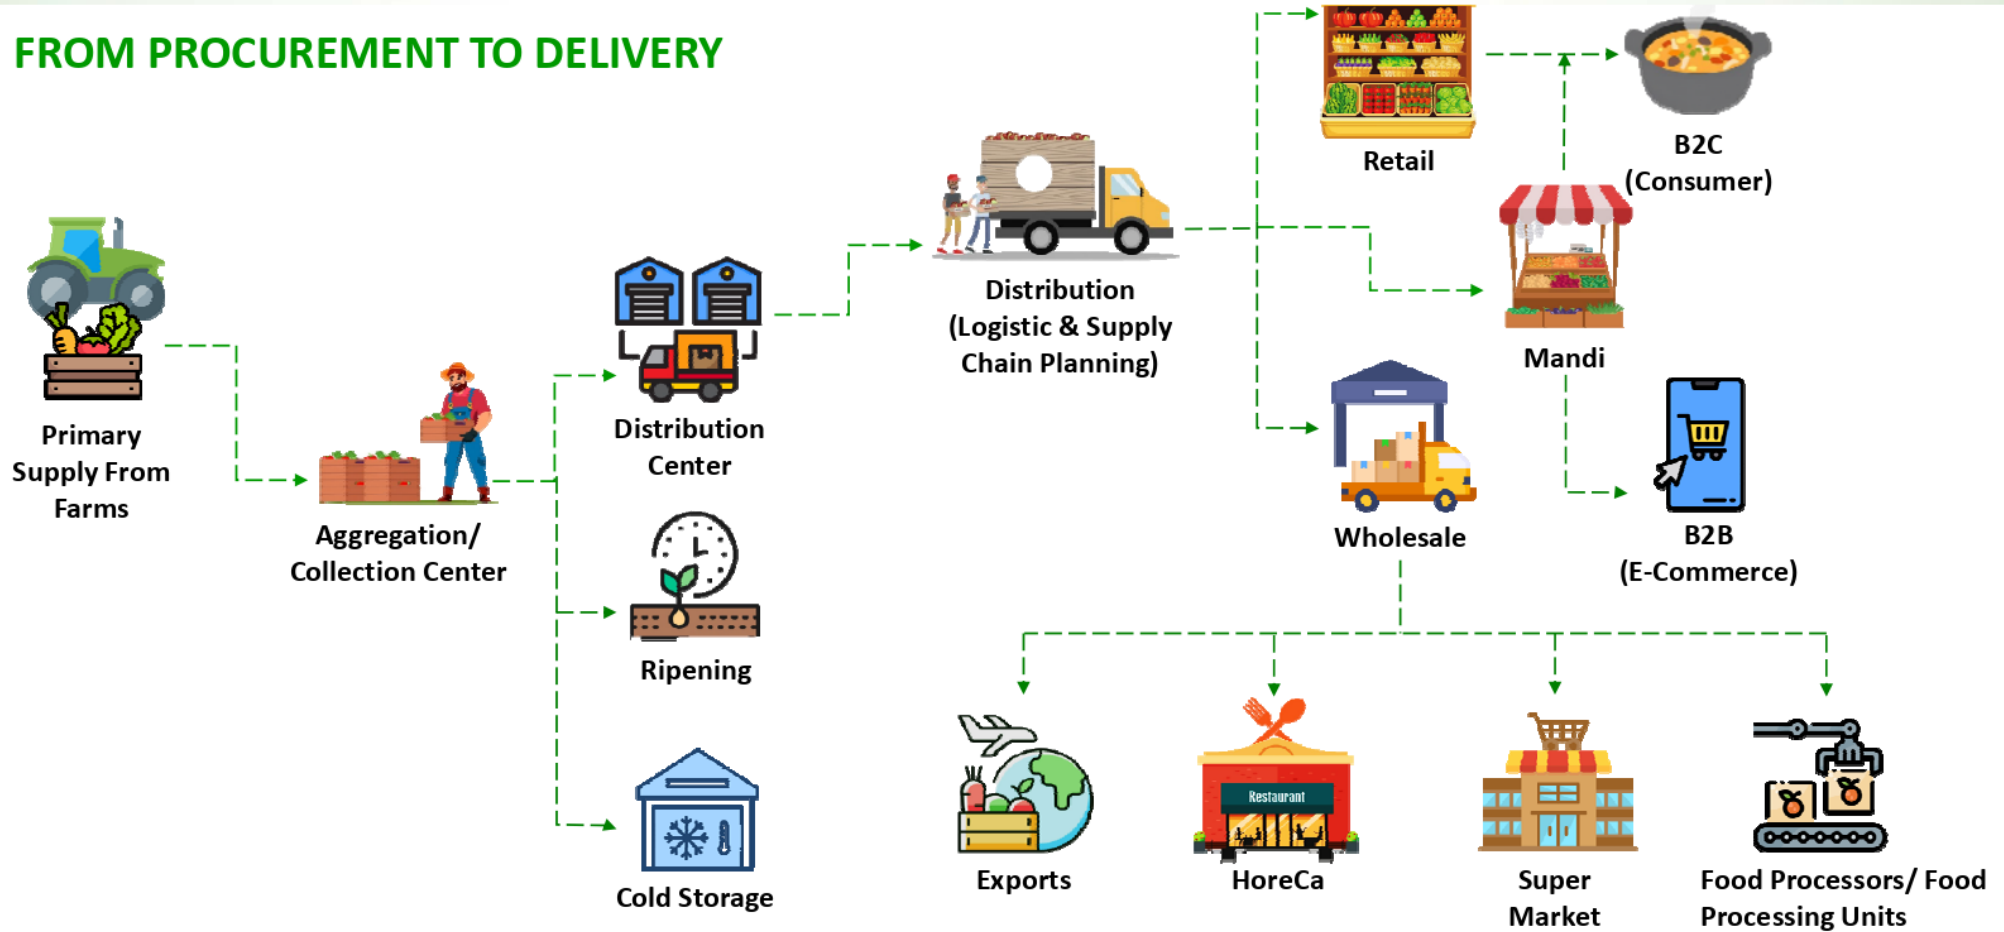 FROM PROCUREMENT TO DELIVERY
Primary
Supply From
Farms
Aggregation/
Collection Center
Distribution
Center
Ripening
Cold Storage
Distribution
(Logistic & Supply
Chain Planning)
Retail
B2C
(Consumer)
Mandi
Wholesale
B2B
(E-Commerce)
Exports
Restaurant
HoreCa
Super
Market
Food Processors/ Food
Processing Units